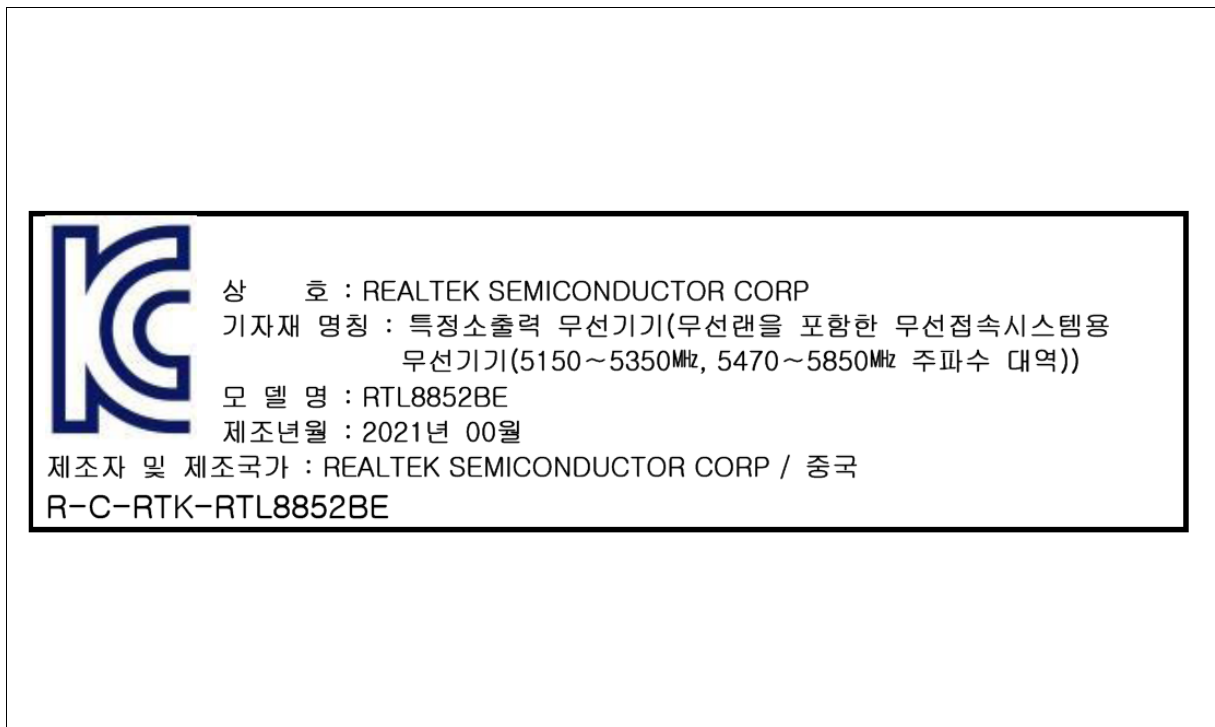 KC
상 호 : REALTEK SEMICONDUCTOR CORP
기자재 명칭 : 특정소출력 무선기기(무선랜을 포함한 무선접속시스템용
무선기기(5150~5350㎒, 5470~5850㎒ 주파수 대역))
모 델 명 : RTL8852BE
제조년월 : 2021년 00월
제조자 및 제조국가 : REALTEK SEMICONDUCTOR CORP / 중국
R-C-RTK-RTL8852BE